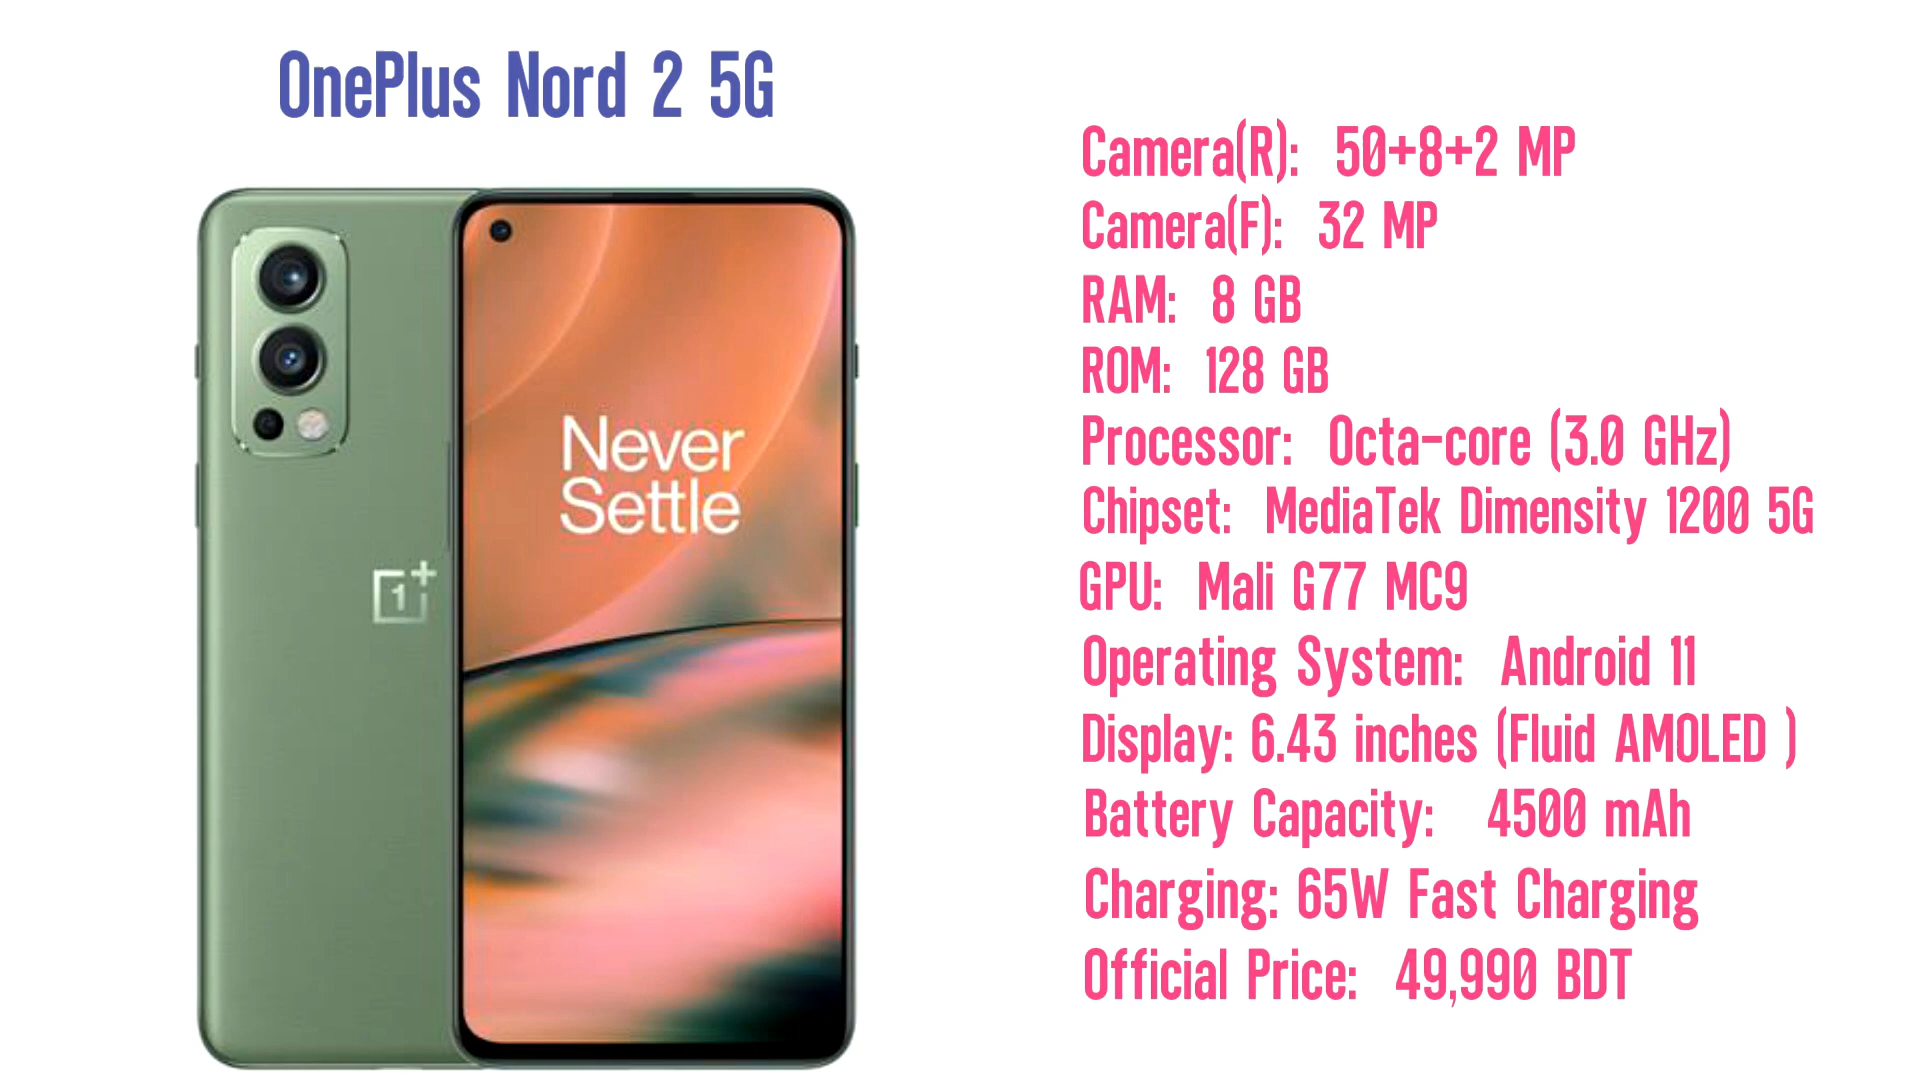 OnePlus Nord 2 5G
Camera(R): 50+8+2 MP
Camera(F): 32 MP
RAM: 8 GB
ROM: 128 GB
Processor: Octa-core (3.0 GHz)
Chipset: MediaTek Dimensity 1200 5G
GPU: Mali G77 MC9
Operating System: Android 11
Display: 6.43 inches (Fluid AMOLED )
Battery Capacity: 4500 mAh
Charging: 65W Fast Charging
Official Price: 49,990 BDT
Never
Settle
1+